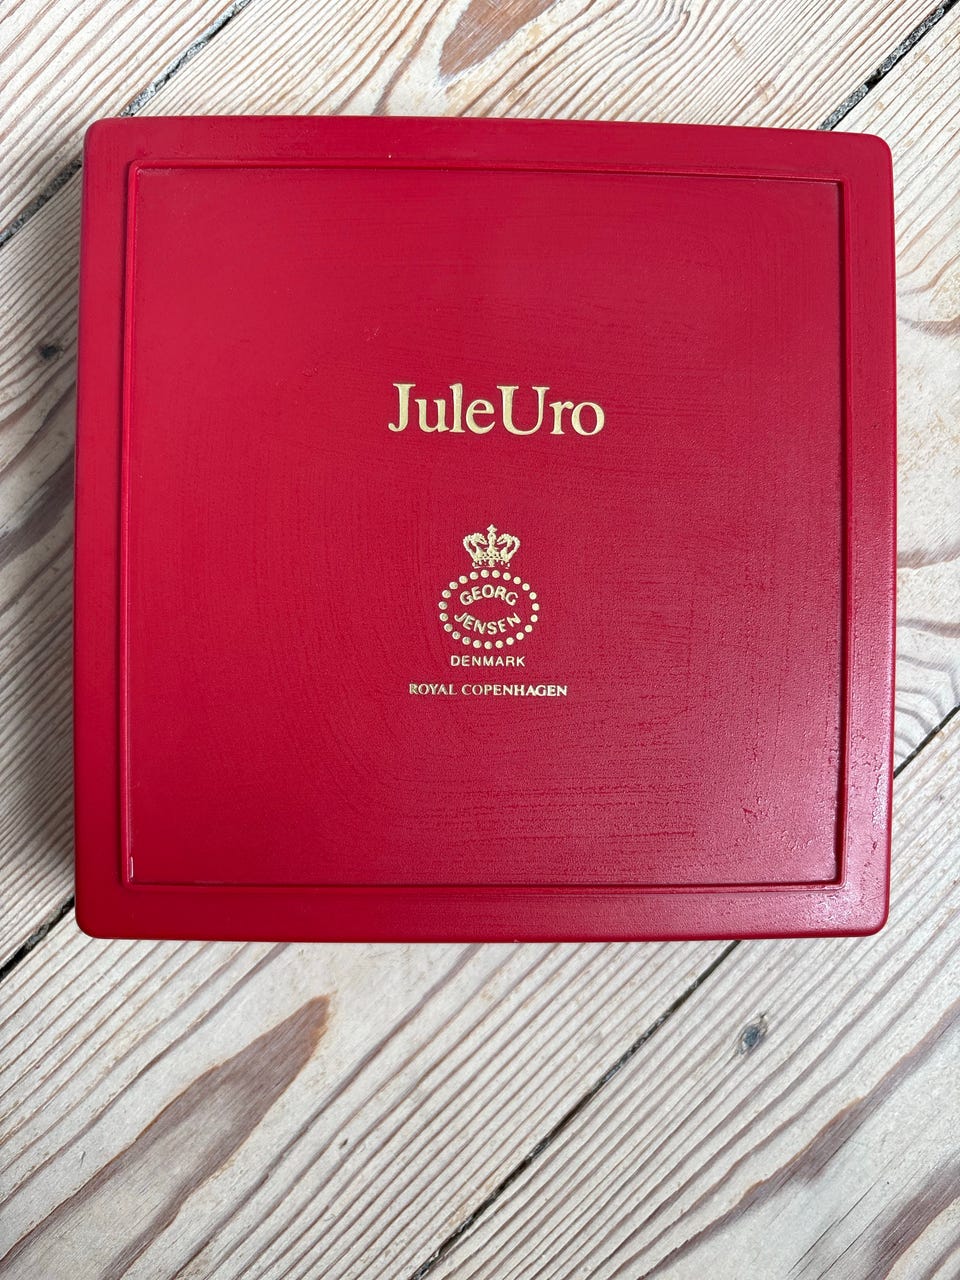 JuleUro
GEORG
JENSEN
DENMARK
ROYAL COPENHAGEN